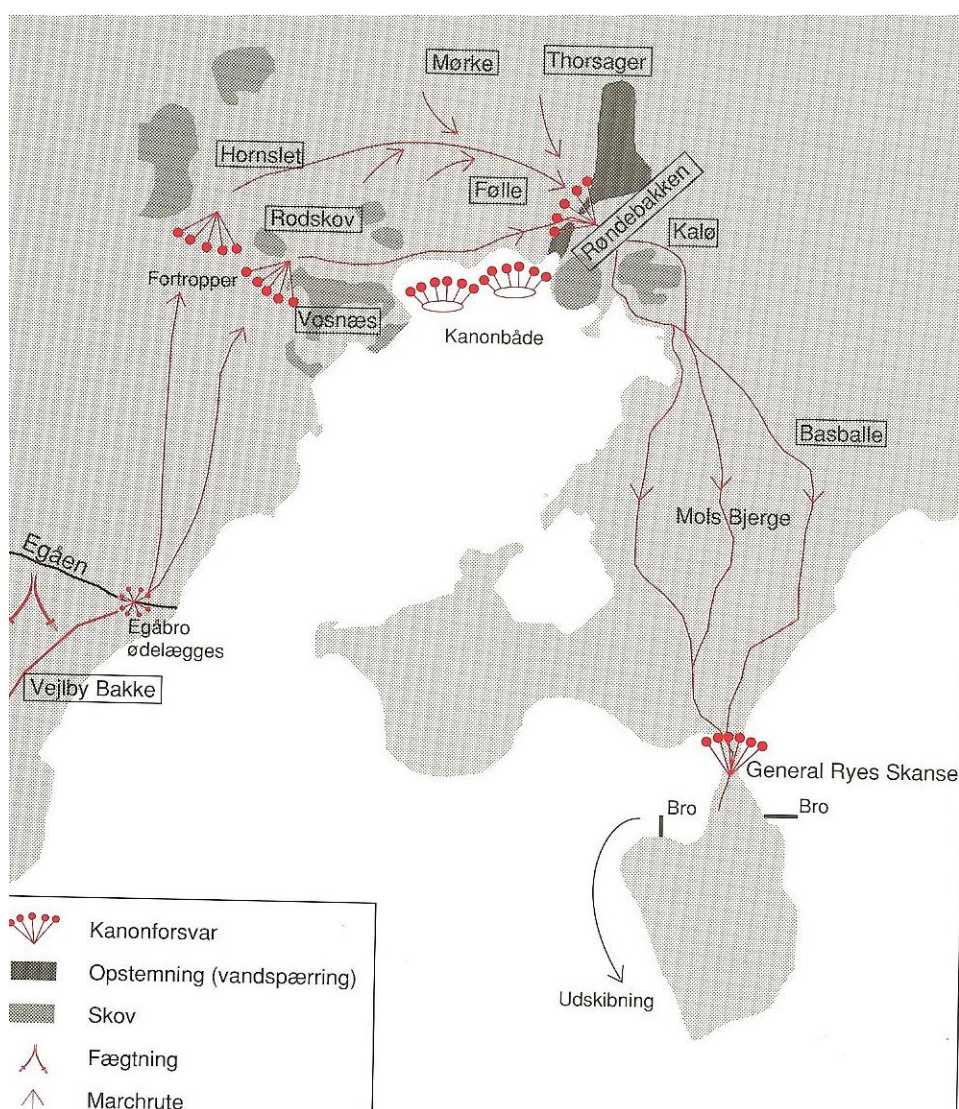 Mørke
Thorsager
Hornslet
Følle
Rodskov
Røndebakken
Kalø
Fortropper
Vosnæs
Kanonbåde
Basballe
Mols Bjerge
Egåen
Egåbro
ødelægges
Vejlby Bakke
General Ryes Skanse
Bro
Bro
Udskibning
Kanonforsvar
Opstemning (vandspærring)
Skov
Fægtning
Marchrute